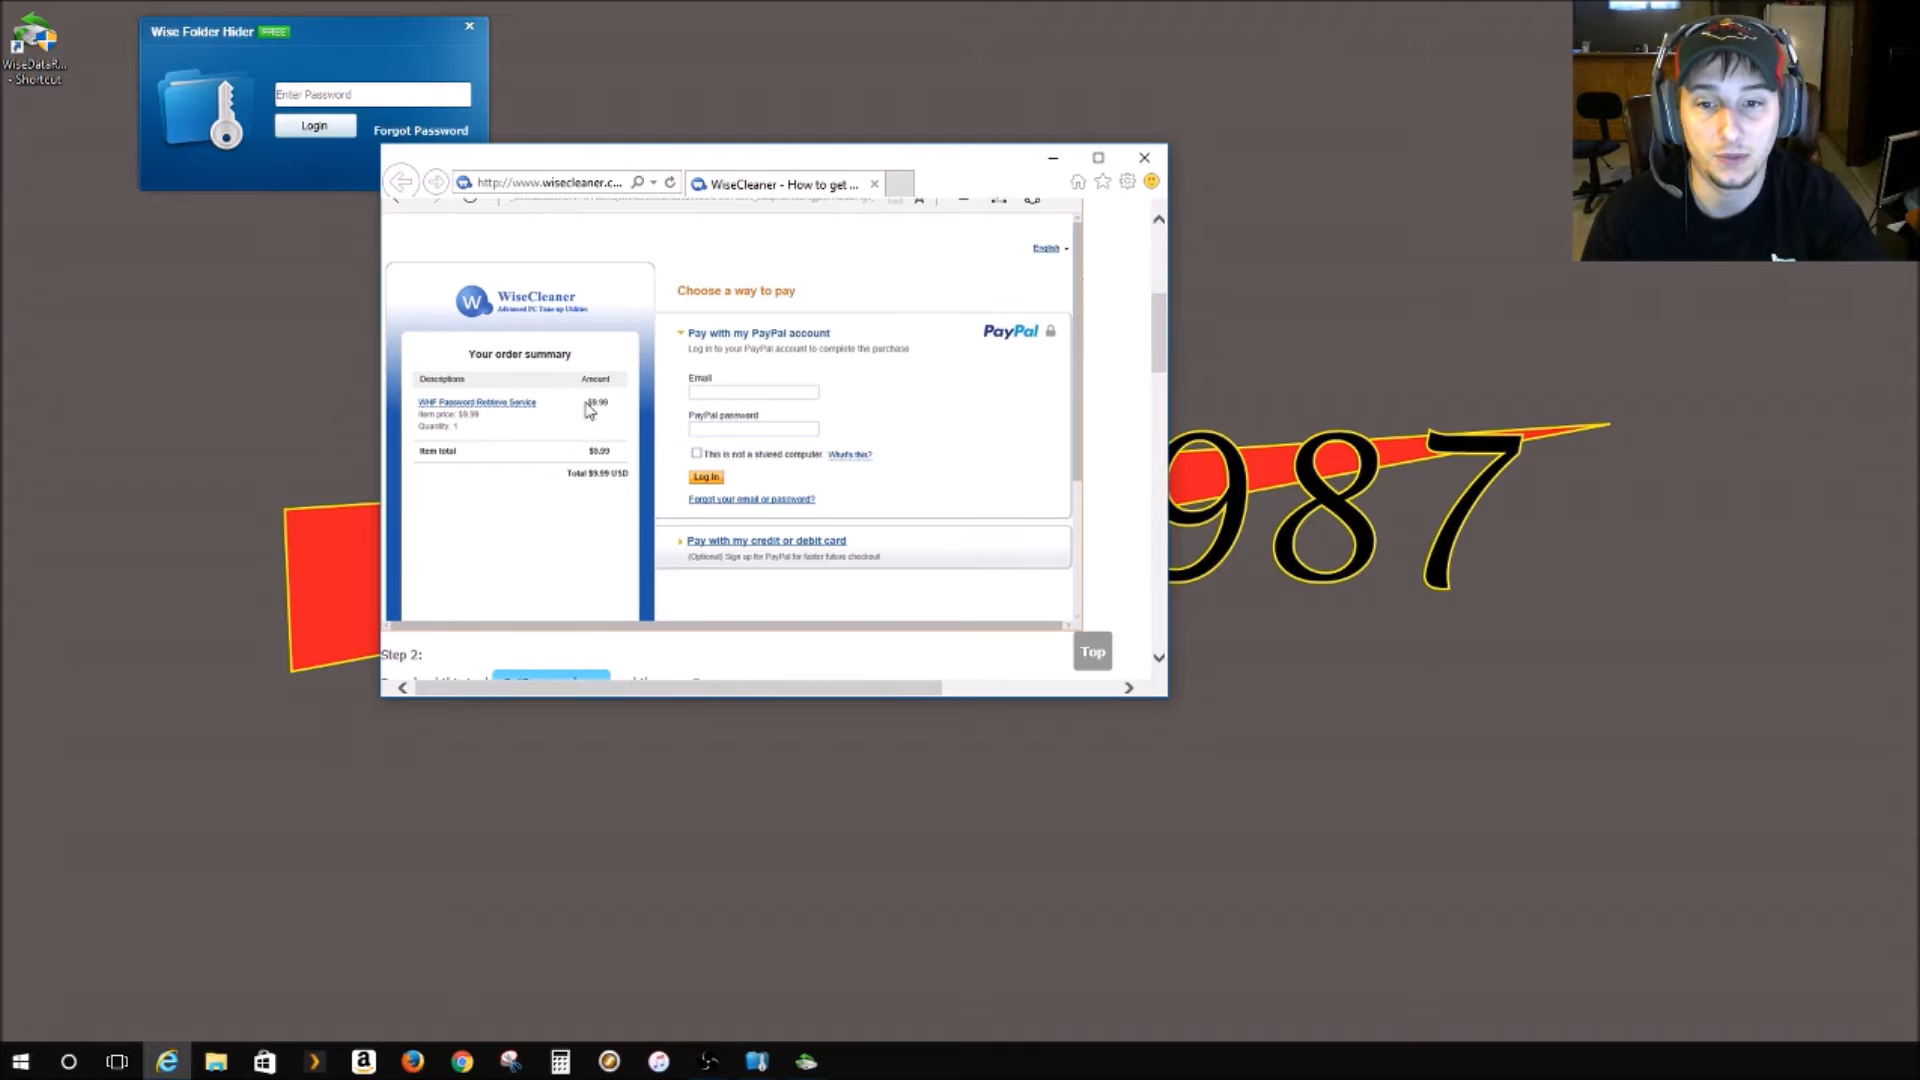 WiseDataR...
- Shortcut
Wise Folder Hider FREE
Enter Password
Login
Forgot Password
http://www.wisecleaner.c...
WiseCleaner - How to get ...
English
W WiseCleaner
Advanced PC Tune-up Utilities
Your order summary
Descriptions Amount
WHF Password Retrieve Service $9.99
Item price: $9.99
Quantity: 1
Item total $9.99
Total $9.99 USD
Choose a way to pay
Pay with my PayPal account
PayPal
Log in to your PayPal account to complete the purchase
Email
PayPal password
This is not a shared computer What's this?
Log In
Forgot your email or password?
Pay with my credit or debit card
(Optional) Sign up for PayPal for faster future checkout
Step 2:
Top
987